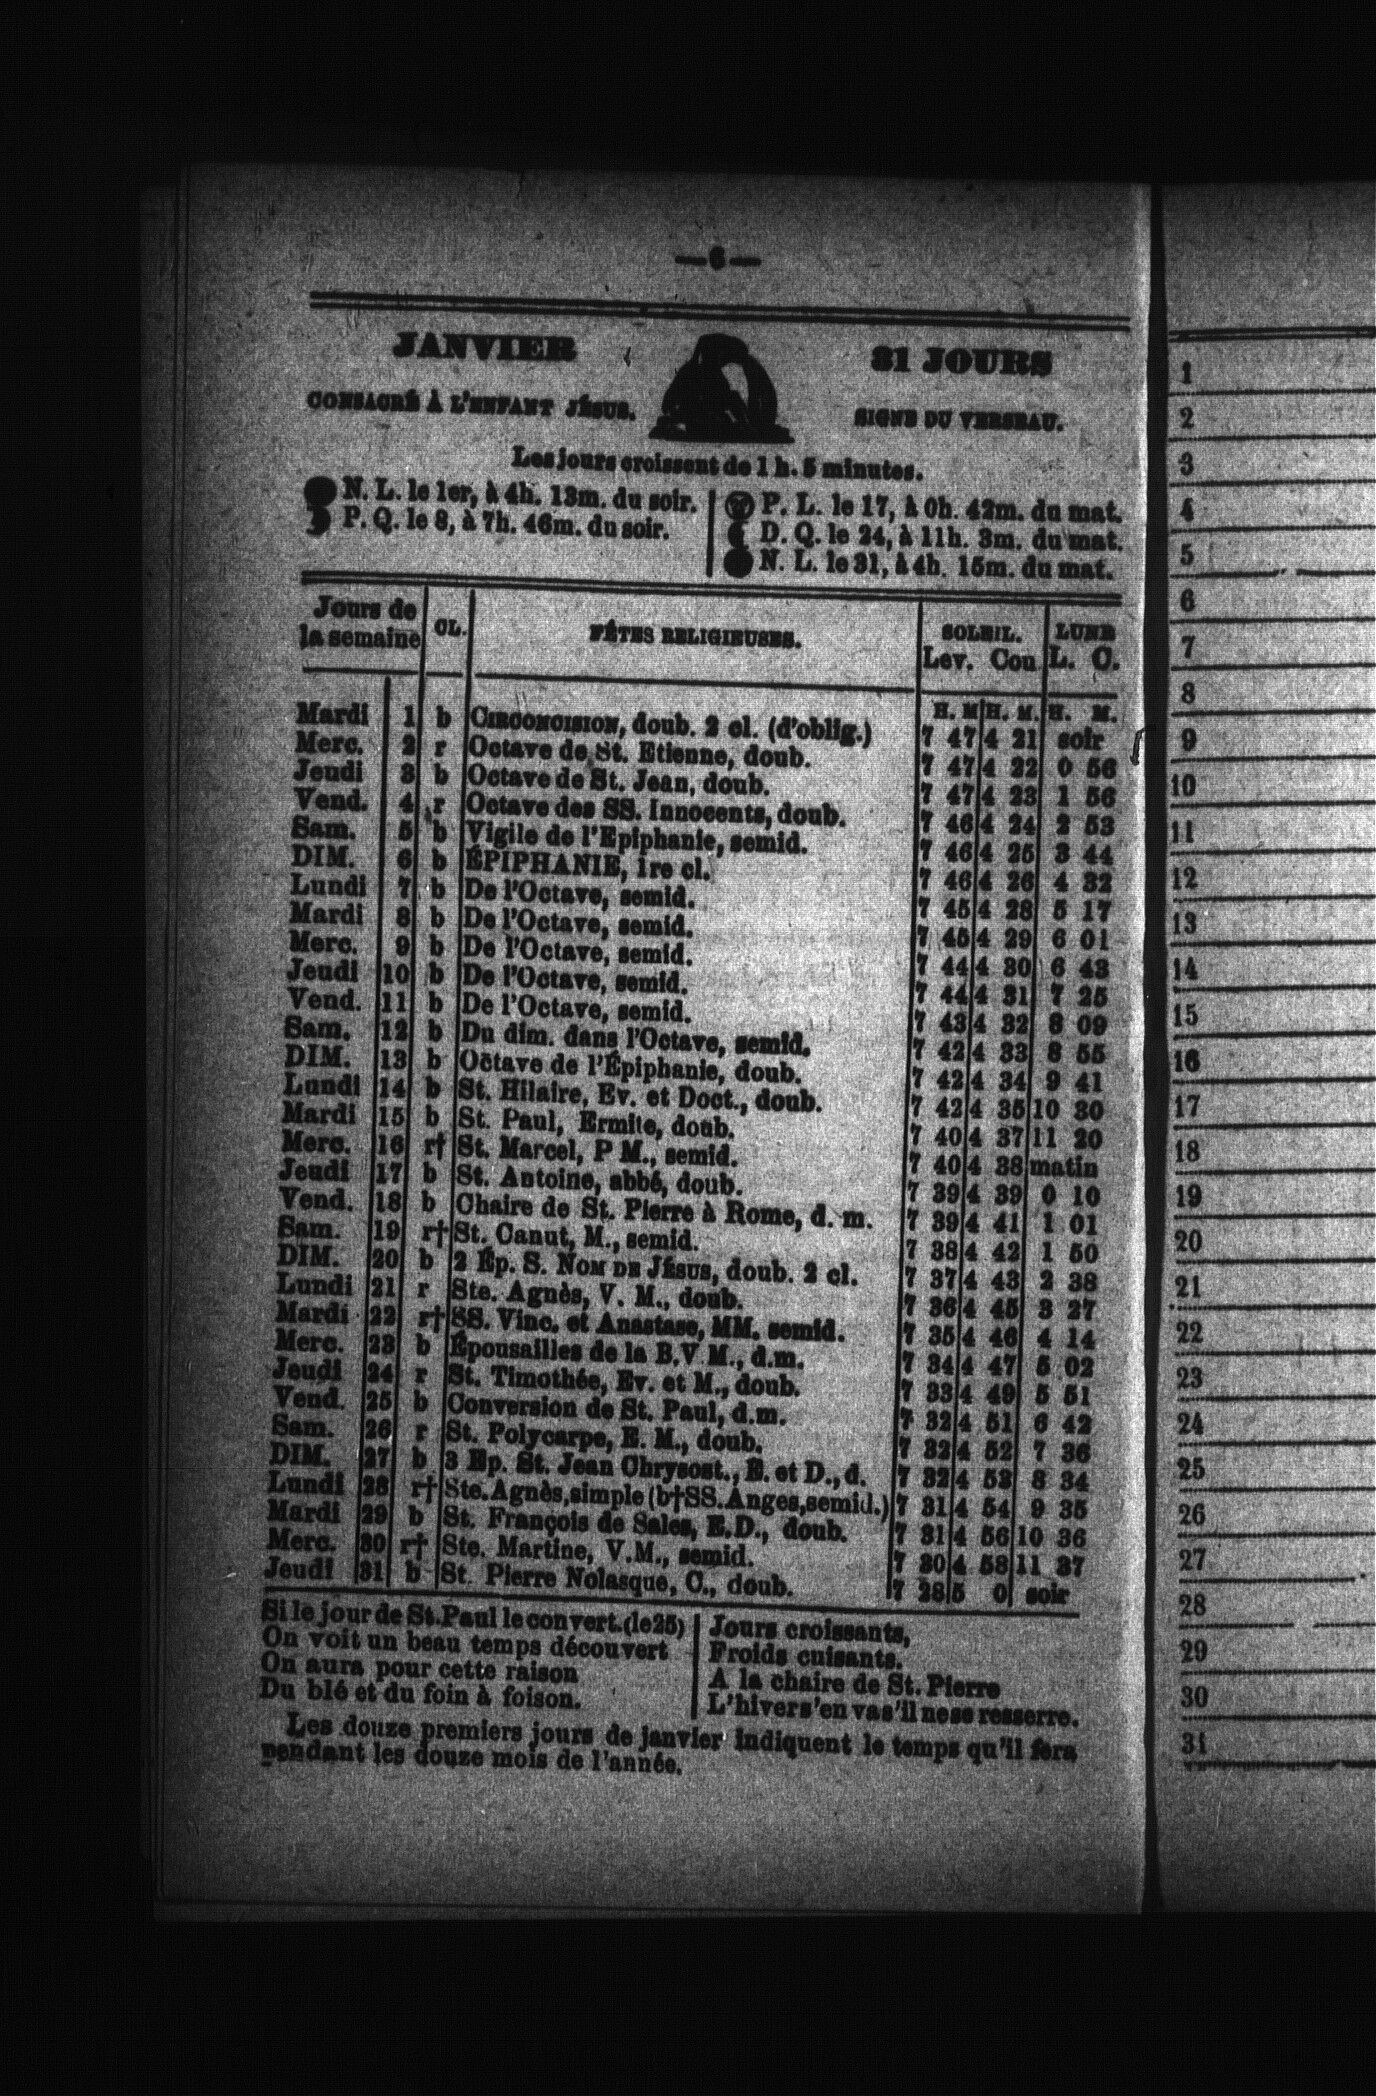 —6—
JANVIER
31 JOURS
CONSACRÉ À L'ENFANT JÉSUS.
SIGNE DU VERSEAU.
Les jours croissent de 1 h. 5 minutes.
N. L. le 1er, à 4h. 13m. du soir.
P. Q. le 8, à 7h. 46m. du soir.
P. L. le 17, à 0h. 42m. du mat.
D. Q. le 24, à 11h. 3m. du mat.
N. L. le 31, à 4h. 15m. du mat.
Jours de la semaine | CL. | FÊTES RELIGIEUSES. | SOLEIL. Lev. Cou | LUNE L. C.
H. M | H. M. | H. M.
Mardi 1 b CIRCONCISION, doub. 2 cl. (d'oblig.) 7 47 4 21 soir
Merc. 2 r Octave de St. Etienne, doub. 7 47 4 22 0 56
Jeudi 3 b Octave de St. Jean, doub. 7 47 4 23 1 56
Vend. 4 r Octave des SS. Innocents, doub. 7 46 4 24 2 53
Sam. 5 b Vigile de l'Epiphanie, semid. 7 46 4 25 3 44
DIM. 6 b ÉPIPHANIE, 1re cl. 7 46 4 26 4 32
Lundi 7 b De l'Octave, semid. 7 45 4 28 5 17
Mardi 8 b De l'Octave, semid. 7 45 4 29 6 01
Merc. 9 b De l'Octave, semid. 7 44 4 30 6 43
Jeudi 10 b De l'Octave, semid. 7 44 4 31 7 25
Vend. 11 b De l'Octave, semid. 7 43 4 32 8 09
Sam. 12 b Du dim. dans l'Octave, semid. 7 42 4 33 8 55
DIM. 13 b Octave de l'Épiphanie, doub. 7 42 4 34 9 41
Lundi 14 b St. Hilaire, Ev. et Doct., doub. 7 42 4 35 10 30
Mardi 15 b St. Paul, Ermite, doub. 7 40 4 37 11 20
Merc. 16 r† St. Marcel, P M., semid. 7 40 4 38 matin
Jeudi 17 b St. Antoine, abbé, doub. 7 39 4 39 0 10
Vend. 18 b Chaire de St. Pierre à Rome, d. m. 7 39 4 41 1 01
Sam. 19 r† St. Canut, M., semid. 7 38 4 42 1 50
DIM. 20 b 2 Ép. S. NOM DE JÉSUS, doub. 2 cl. 7 37 4 43 2 38
Lundi 21 r Ste. Agnès, V. M., doub. 7 36 4 45 3 27
Mardi 22 r† SS. Vinc. et Anastase, MM. semid. 7 35 4 46 4 14
Merc. 23 b Épousailles de la B.V M., d.m. 7 34 4 47 5 02
Jeudi 24 r St. Timothée, Ev. et M., doub. 7 33 4 49 5 51
Vend. 25 b Conversion de St. Paul, d.m. 7 32 4 51 6 42
Sam. 26 r St. Polycarpe, E. M., doub. 7 32 4 52 7 36
DIM. 27 b 3 Ep. St. Jean Chrysost., E. et D., d. 7 32 4 53 8 34
Lundi 28 r† Ste. Agnès, simple (b†SS. Anges, semid.) 7 31 4 54 9 35
Mardi 29 b St. François de Sales, E.D., doub. 7 31 4 56 10 36
Merc. 30 r† Ste. Martine, V.M., semid. 7 30 4 58 11 37
Jeudi 31 b St. Pierre Nolasque, C., doub. 7 28 5 0 soir
Si le jour de St. Paul le convert. (le 25)
On voit un beau temps découvert
On aura pour cette raison
Du blé et du foin à foison.
Jours croissants,
Froids cuisants.
A la chaire de St. Pierre
L'hiver s'en va s'il ne se resserre.
Les douze premiers jours de janvier indiquent le temps qu'il fera
pendant les douze mois de l'année.
1
2
3
4
5
6
7
8
9
10
11
12
13
14
15
16
17
18
19
20
21
22
23
24
25
26
27
28
29
30
31